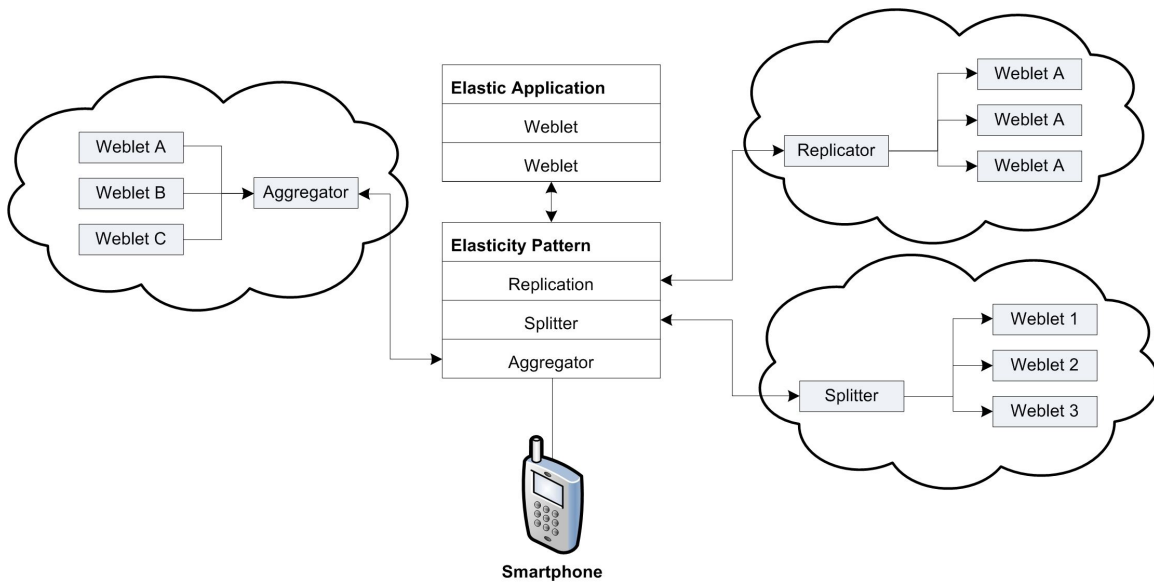 Weblet A
Weblet B
Weblet C
Aggregator
Elastic Application
Weblet
Weblet
Elasticity Pattern
Replication
Splitter
Aggregator
Smartphone
Replicator
Weblet A
Weblet A
Weblet A
Splitter
Weblet 1
Weblet 2
Weblet 3